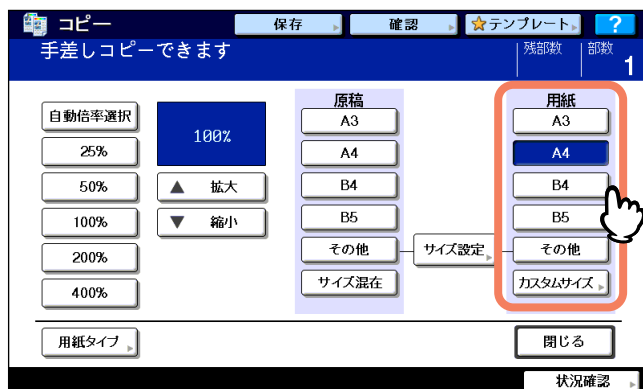 コピー
保存
確認
テンプレート
?
手差しコピーできます
残部数
部数
1
原稿
用紙
自動倍率選択
100%
A3
A3
25%
A4
A4
50%
拡大
B4
B4
100%
縮小
B5
B5
200%
その他
サイズ設定
その他
400%
サイズ混在
カスタムサイズ
用紙タイプ
閉じる
状況確認